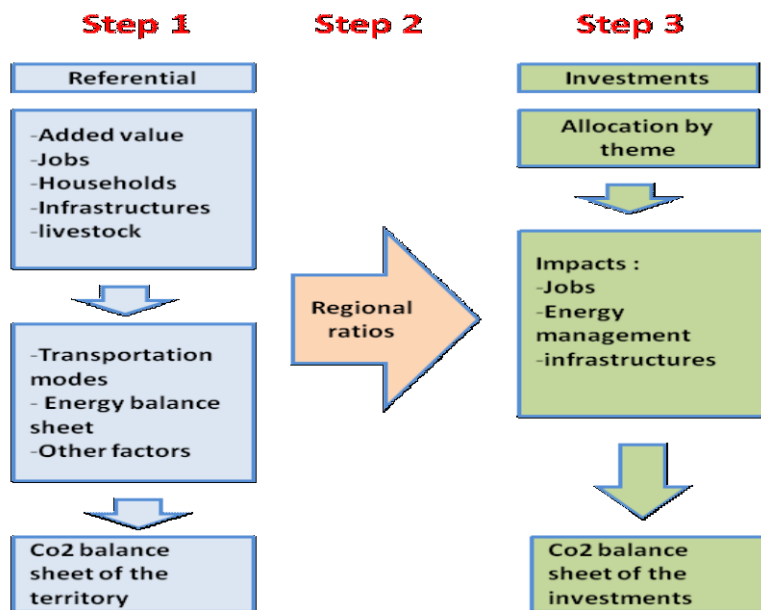 Step 1
Step 2
Step 3
Referential
-Added value
-Jobs
-Households
-Infrastructures
-livestock
-Transportation
modes
- Energy balance
sheet
-Other factors
Co2 balance
sheet of the
territory
Regional
ratios
Investments
Allocation by
theme
Impacts :
-Jobs
-Energy
management
-infrastructures
Co2 balance
sheet of the
investments